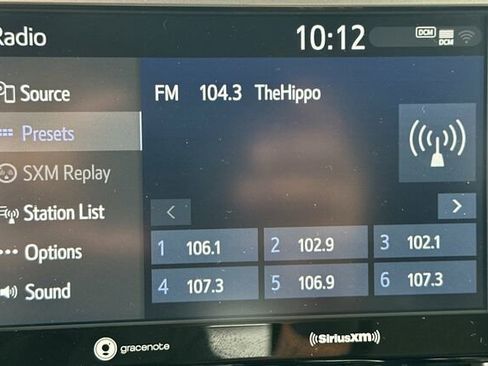 Radio 10:12 DCM
DCM
Source
FM 104.3 TheHippo
Presets
SXM Replay
Station List
< >
Options
1 106.1 2 102.9 3 102.1
4 107.3 5 106.9 6 107.3
Sound
gracenote ((SiriusXM))